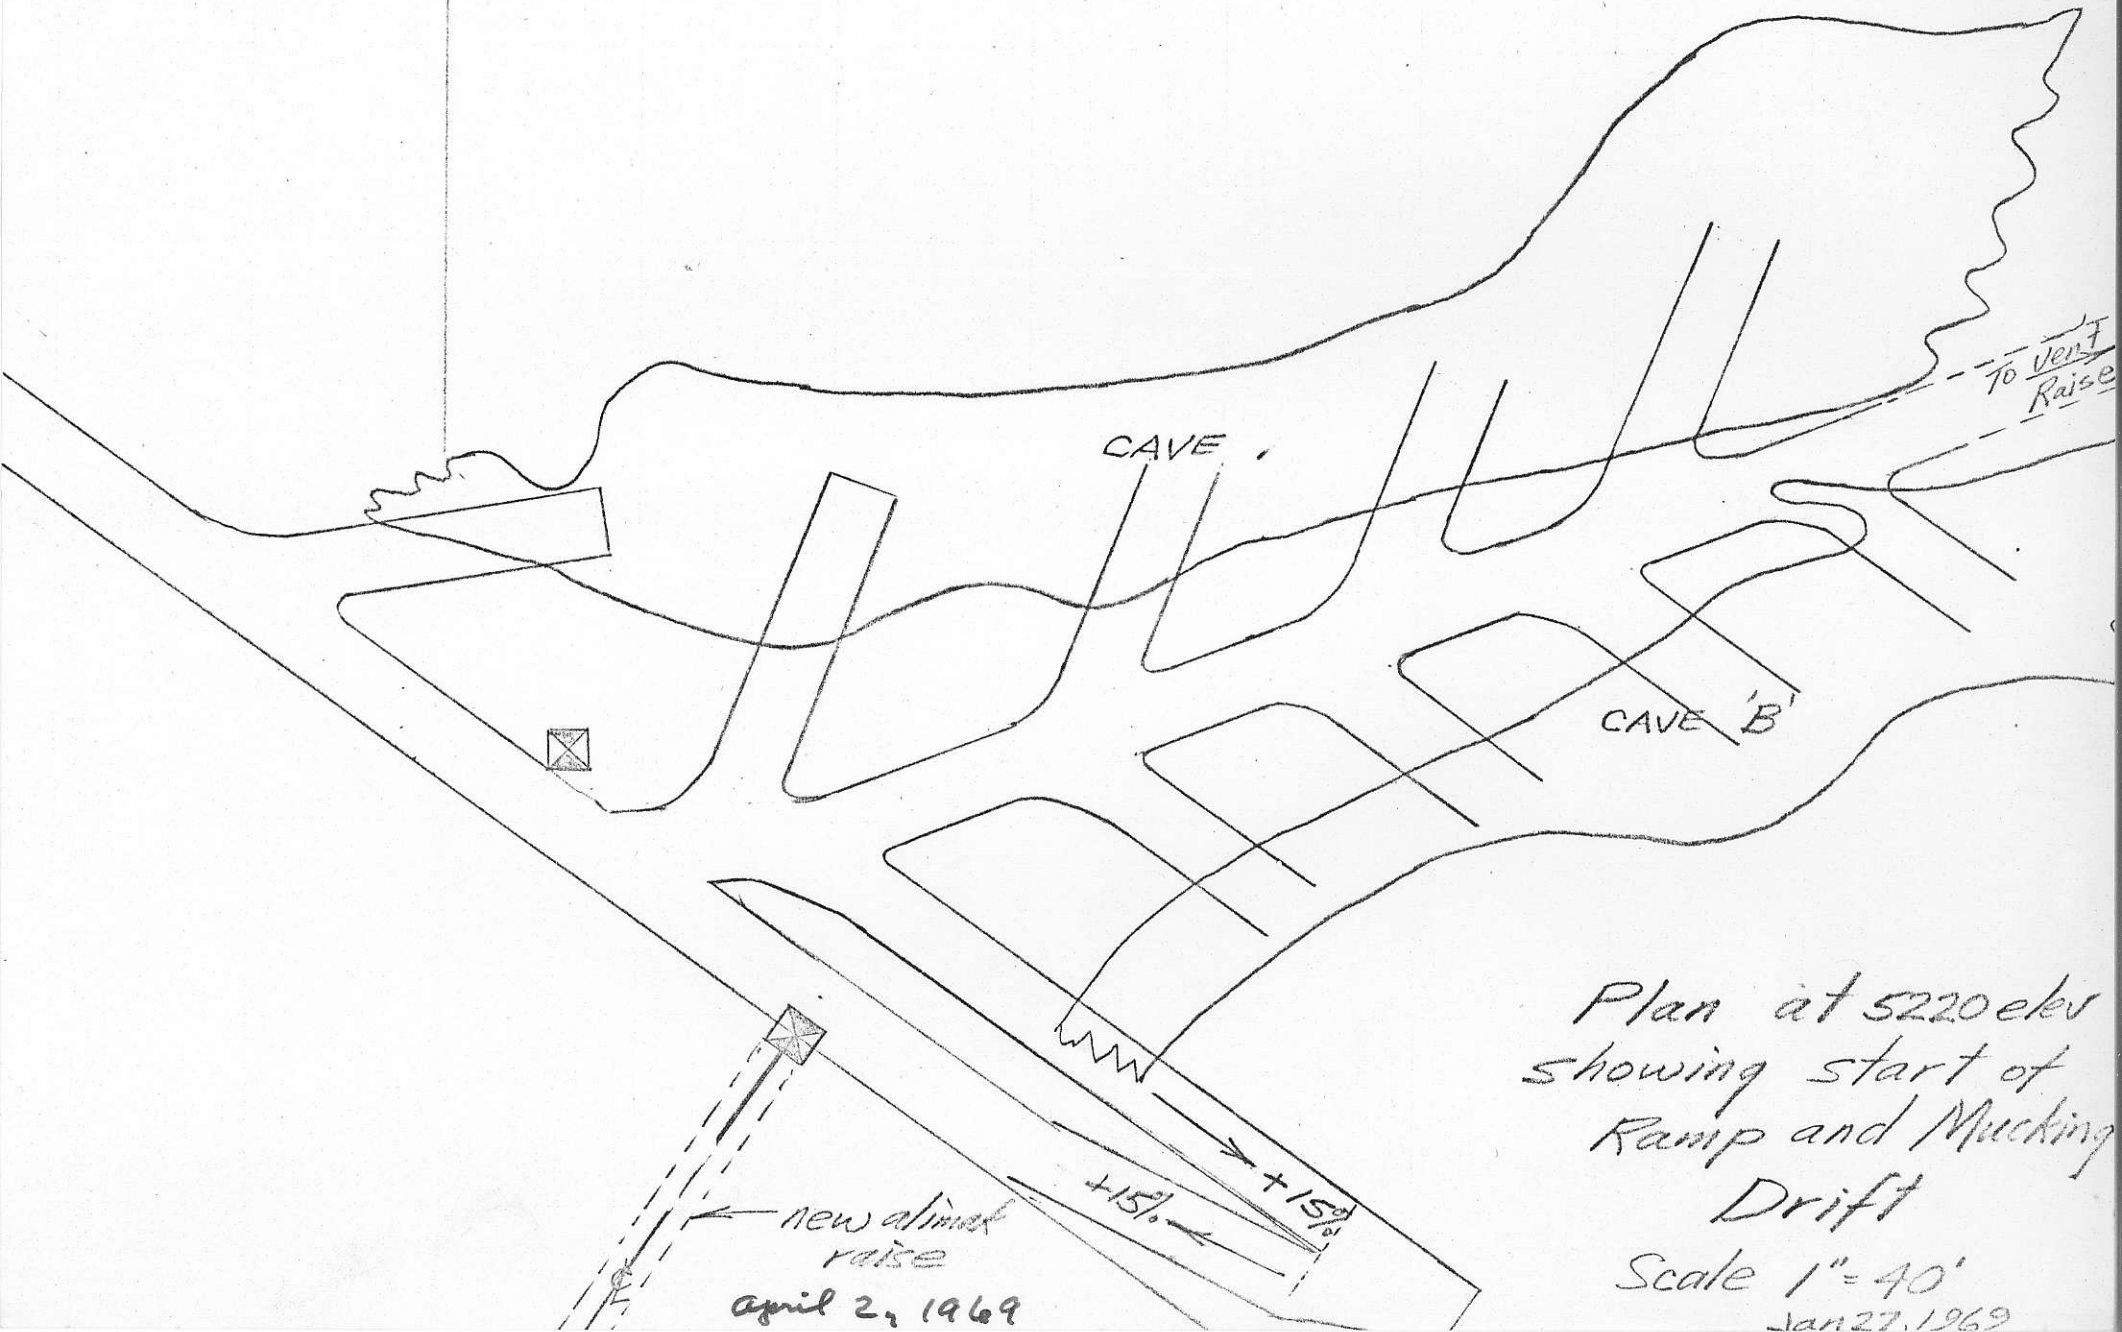 To Vent
Raise
CAVE .
CAVE 'B'
Plan at 5220 elev
showing start of
Ramp and Mucking
Drift
Scale 1"=40'
Jan 27, 1969
+15%
+15%
new alimak
raise
april 2, 1969
℄